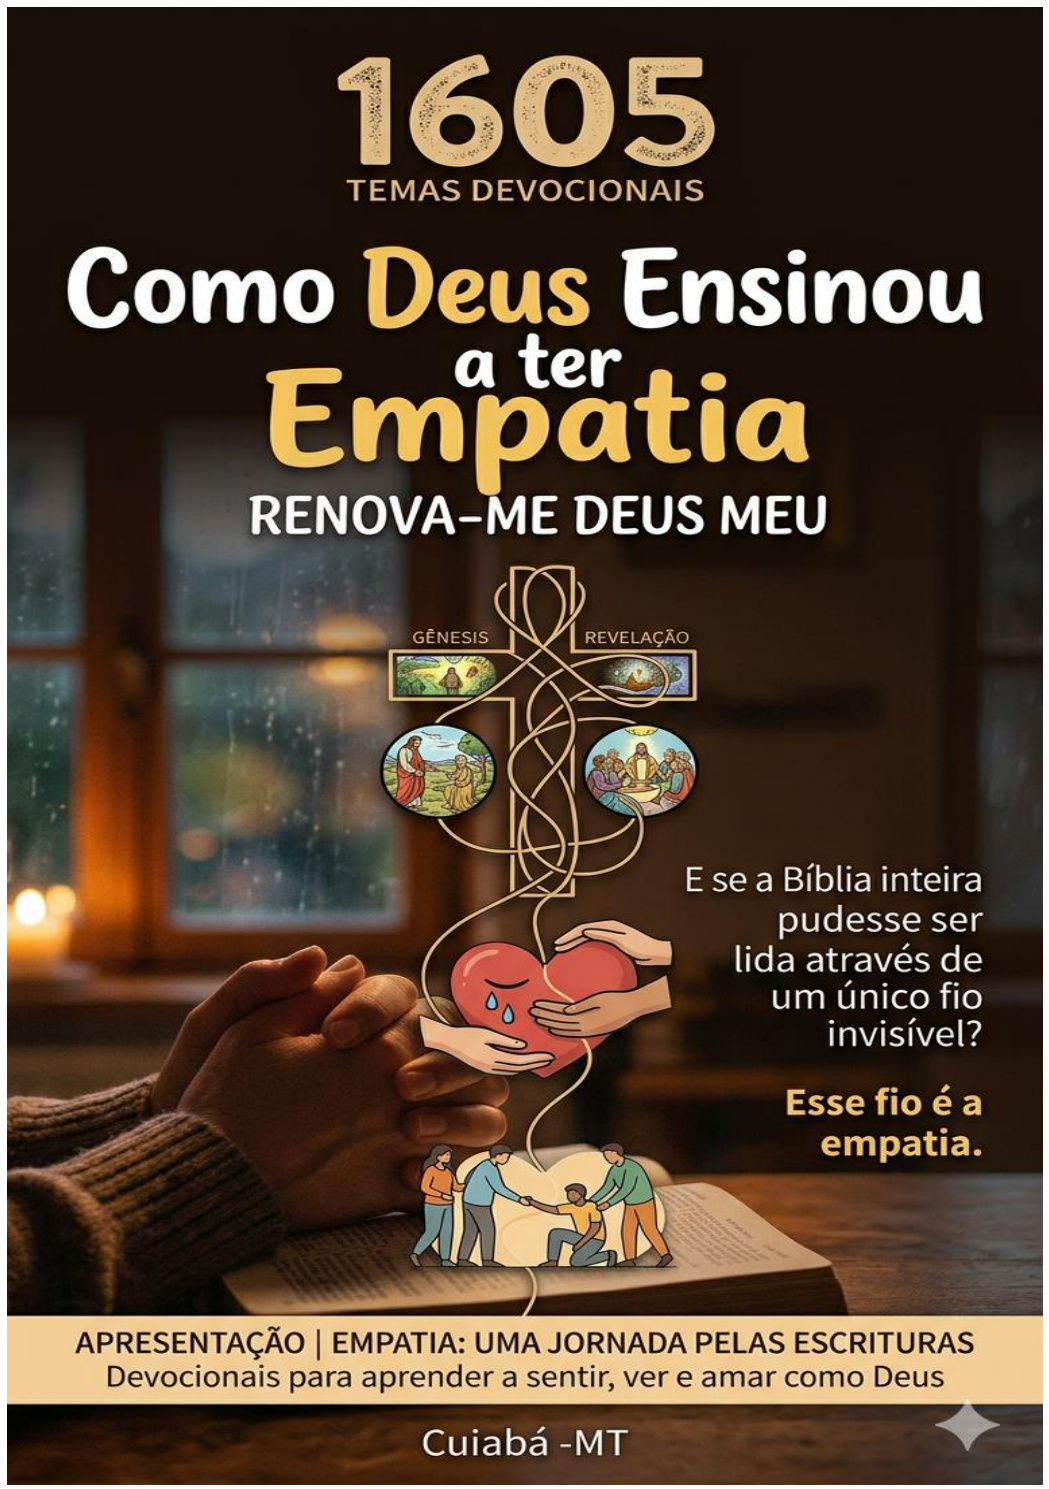 1605
TEMAS DEVOCIONAIS
Como Deus Ensinou
a ter
Empatia
RENOVA-ME DEUS MEU
GÊNESIS
REVELAÇÃO
E se a Bíblia inteira
pudesse ser
lida através de
um único fio
invisível?
Esse fio é a
empatia.
APRESENTAÇÃO | EMPATIA: UMA JORNADA PELAS ESCRITURAS
Devocionais para aprender a sentir, ver e amar como Deus
Cuiabá -MT